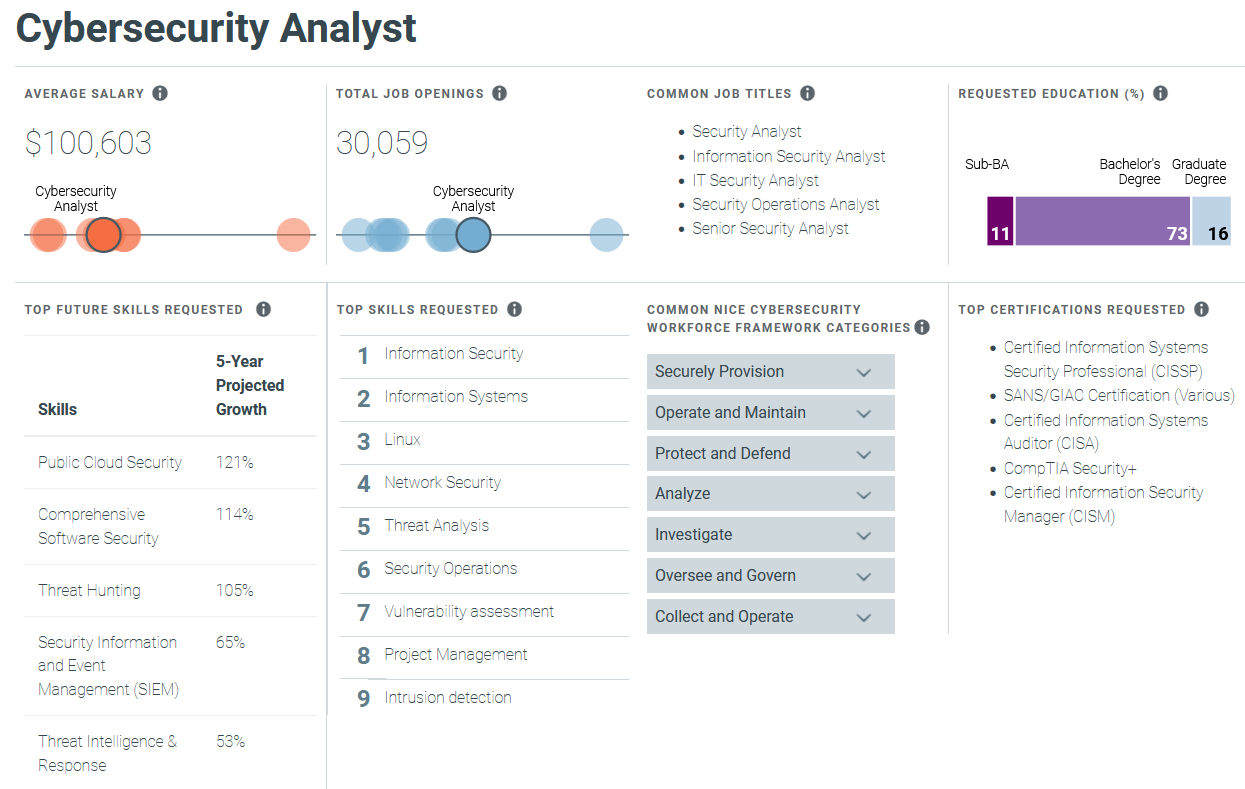 Cybersecurity Analyst
AVERAGE SALARY
$100,603
Cybersecurity
Analyst
TOTAL JOB OPENINGS
30,059
Cybersecurity
Analyst
COMMON JOB TITLES
Security Analyst
Information Security Analyst
IT Security Analyst
Security Operations Analyst
Senior Security Analyst
REQUESTED EDUCATION (%)
Sub-BA
Bachelor's
Degree
Graduate
Degree
11
73
16
TOP FUTURE SKILLS REQUESTED
Skills
5-Year
Projected
Growth
Public Cloud Security 121%
Comprehensive 114%
Software Security
Threat Hunting 105%
Security Information 65%
and Event
Management (SIEM)
Threat Intelligence & 53%
Response
TOP SKILLS REQUESTED
1 Information Security
2 Information Systems
3 Linux
4 Network Security
5 Threat Analysis
6 Security Operations
7 Vulnerability assessment
8 Project Management
9 Intrusion detection
COMMON NICE CYBERSECURITY
WORKFORCE FRAMEWORK CATEGORIES
Securely Provision
Operate and Maintain
Protect and Defend
Analyze
Investigate
Oversee and Govern
Collect and Operate
TOP CERTIFICATIONS REQUESTED
Certified Information Systems
Security Professional (CISSP)
SANS/GIAC Certification (Various)
Certified Information Systems
Auditor (CISA)
CompTIA Security+
Certified Information Security
Manager (CISM)